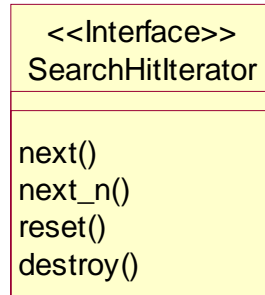 <<Interface>>
SearchHitIterator
next()
next_n()
reset()
destroy()